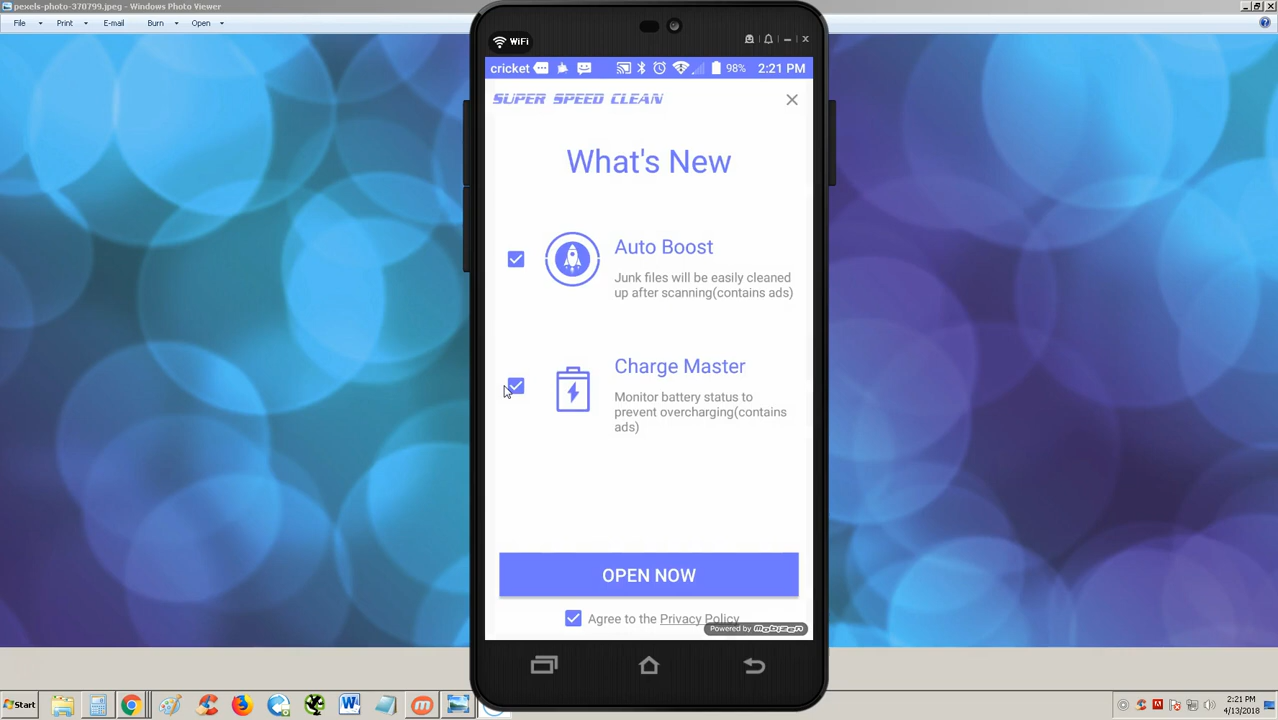 pexels-photo-370799.jpeg - Windows Photo Viewer
File Print E-mail Burn Open
WiFi
cricket 98% 2:21 PM
SUPER SPEED CLEAN
What's New
Auto Boost
Junk files will be easily cleaned
up after scanning(contains ads)
Charge Master
Monitor battery status to
prevent overcharging(contains
ads)
OPEN NOW
Agree to the Privacy Policy
Powered by mobizen
Start
2:21 PM
4/13/2018